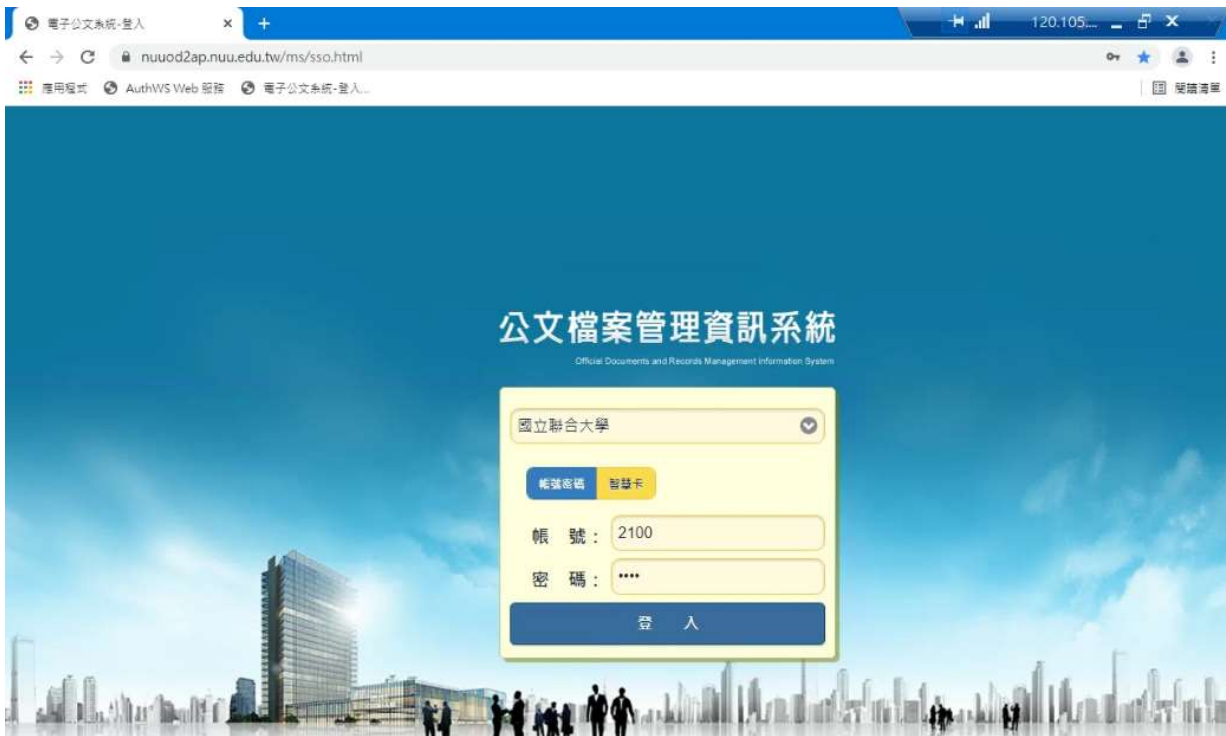 電子公文系統-登入
120.105....
nuuod2ap.nuu.edu.tw/ms/sso.html
應用程式 AuthWS Web 服務 電子公文系統-登入... 閱讀清單
公文檔案管理資訊系統
Official Documents and Records Management Information System
國立聯合大學
帳號密碼 智慧卡
帳 號： 2100
密 碼： ••••
登 入